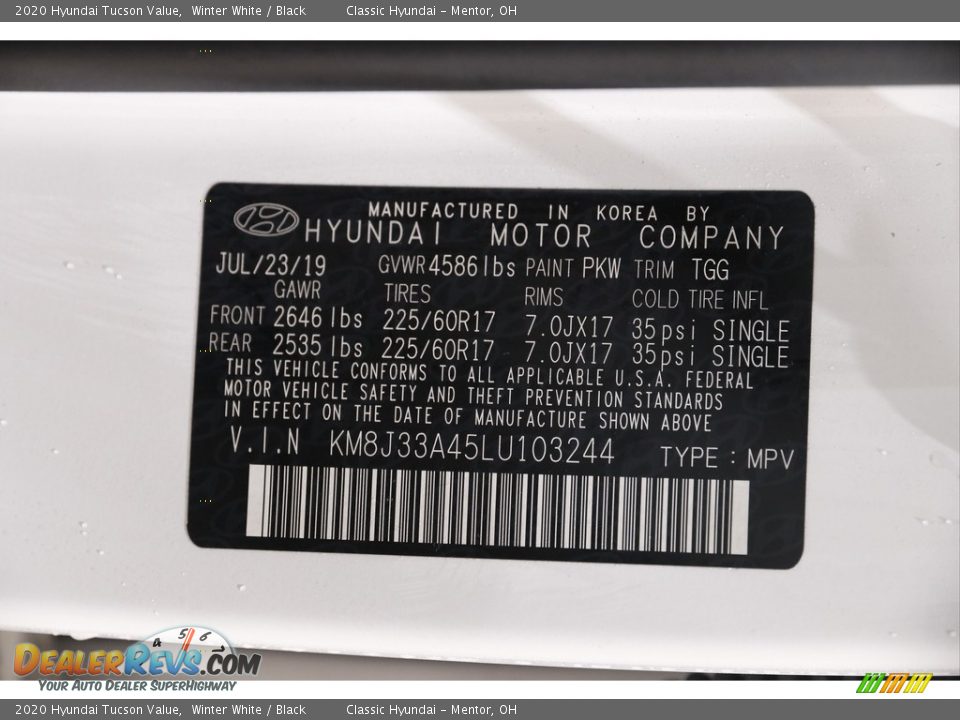 2020 Hyundai Tucson Value, Winter White / Black Classic Hyundai – Mentor, OH
MANUFACTURED IN KOREA BY
HYUNDAI MOTOR COMPANY
JUL/23/19 GVWR 4586 lbs PAINT PKW TRIM TGG
GAWR TIRES RIMS COLD TIRE INFL
FRONT 2646 lbs 225/60R17 7.0JX17 35psi SINGLE
REAR 2535 lbs 225/60R17 7.0JX17 35psi SINGLE
THIS VEHICLE CONFORMS TO ALL APPLICABLE U.S.A. FEDERAL
MOTOR VEHICLE SAFETY AND THEFT PREVENTION STANDARDS
IN EFFECT ON THE DATE OF MANUFACTURE SHOWN ABOVE
V.I.N KM8J33A45LU103244 TYPE : MPV
4 5 6
DEALERREVS.COM
YOUR AUTO DEALER SUPERHIGHWAY
2020 Hyundai Tucson Value, Winter White / Black Classic Hyundai – Mentor, OH